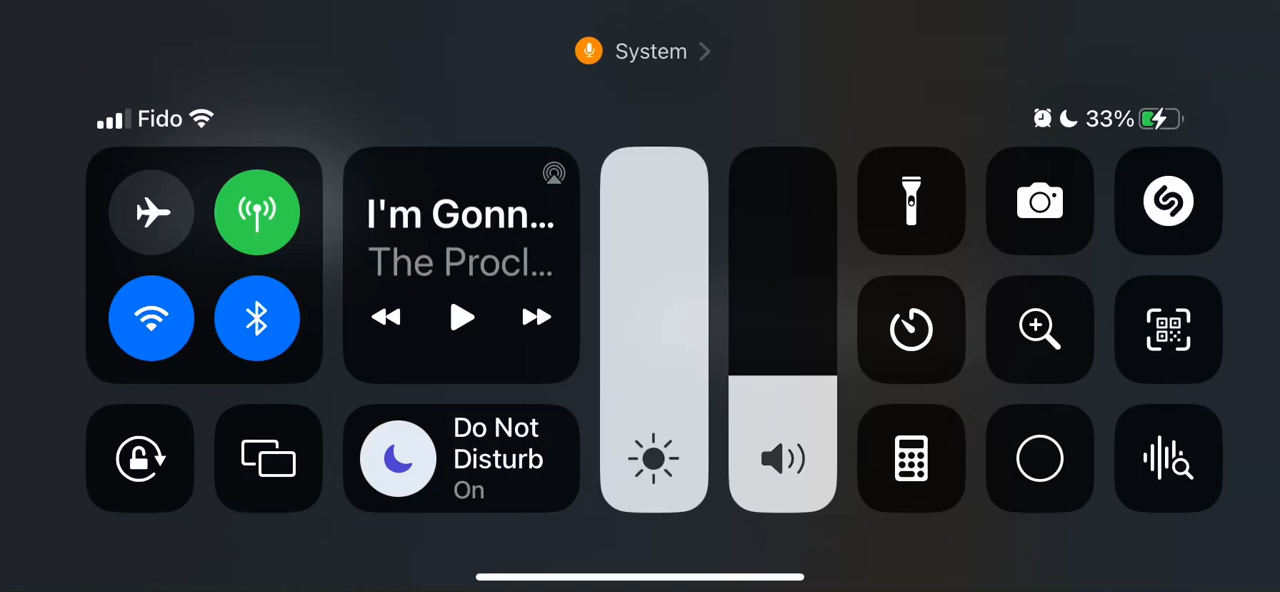 System
Fido
33%
I'm Gonn...
The Procl...
Do Not
Disturb
On